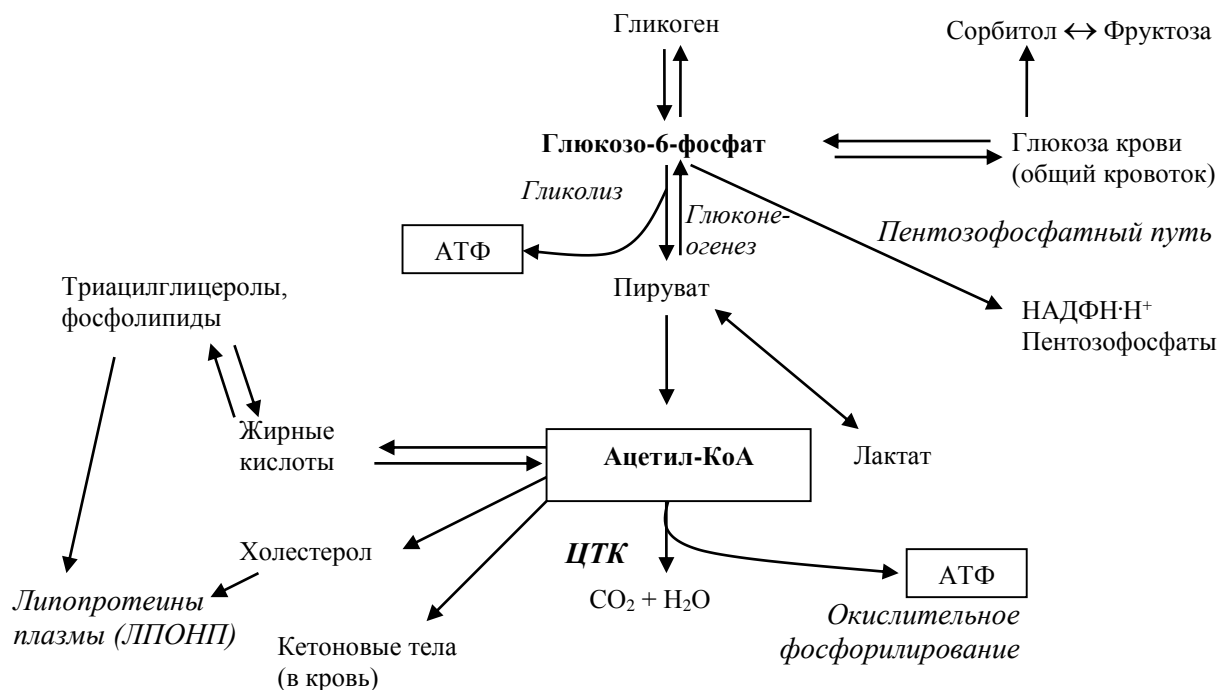 Гликоген
Сорбитол ↔ Фруктоза
Глюкозо-6-фосфат
Глюкоза крови
(общий кровоток)
Гликолиз
Глюконе-
огенез
Пентозофосфатный путь
АТФ
Пируват
Триацилглицеролы,
фосфолипиды
НАДФН·Н⁺
Пентозофосфаты
Жирные
кислоты
Ацетил-КоА
Лактат
Холестерол
ЦТК
АТФ
Липопротеины
плазмы (ЛПОНП)
CO₂ + H₂O
Окислительное
фосфорилирование
Кетоновые тела
(в кровь)